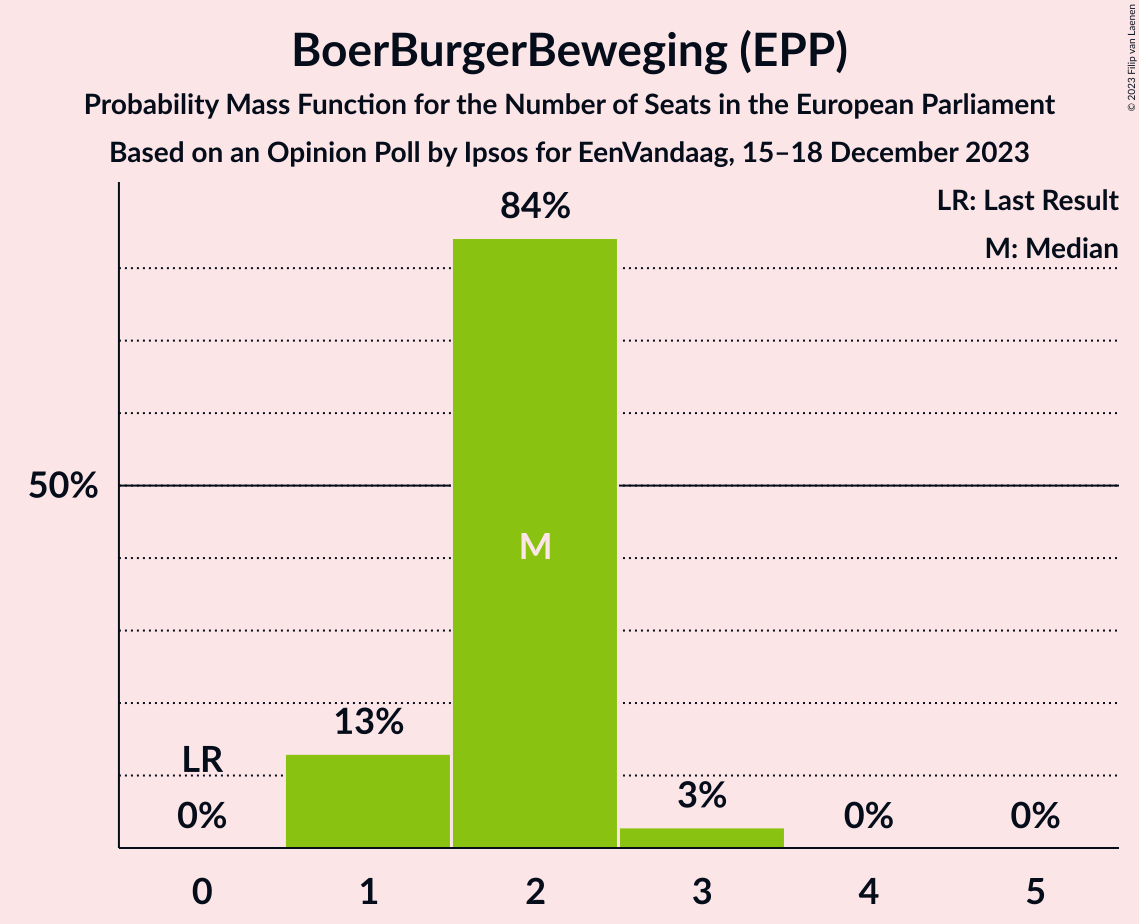 BoerBurgerBeweging (EPP)
Probability Mass Function for the Number of Seats in the European Parliament
Based on an Opinion Poll by Ipsos for EenVandaag, 15–18 December 2023
© 2023 Filip van Laenen
LR: Last Result
M: Median
84%
50%
M
13%
LR
3%
0%
0%
0%
0 1 2 3 4 5